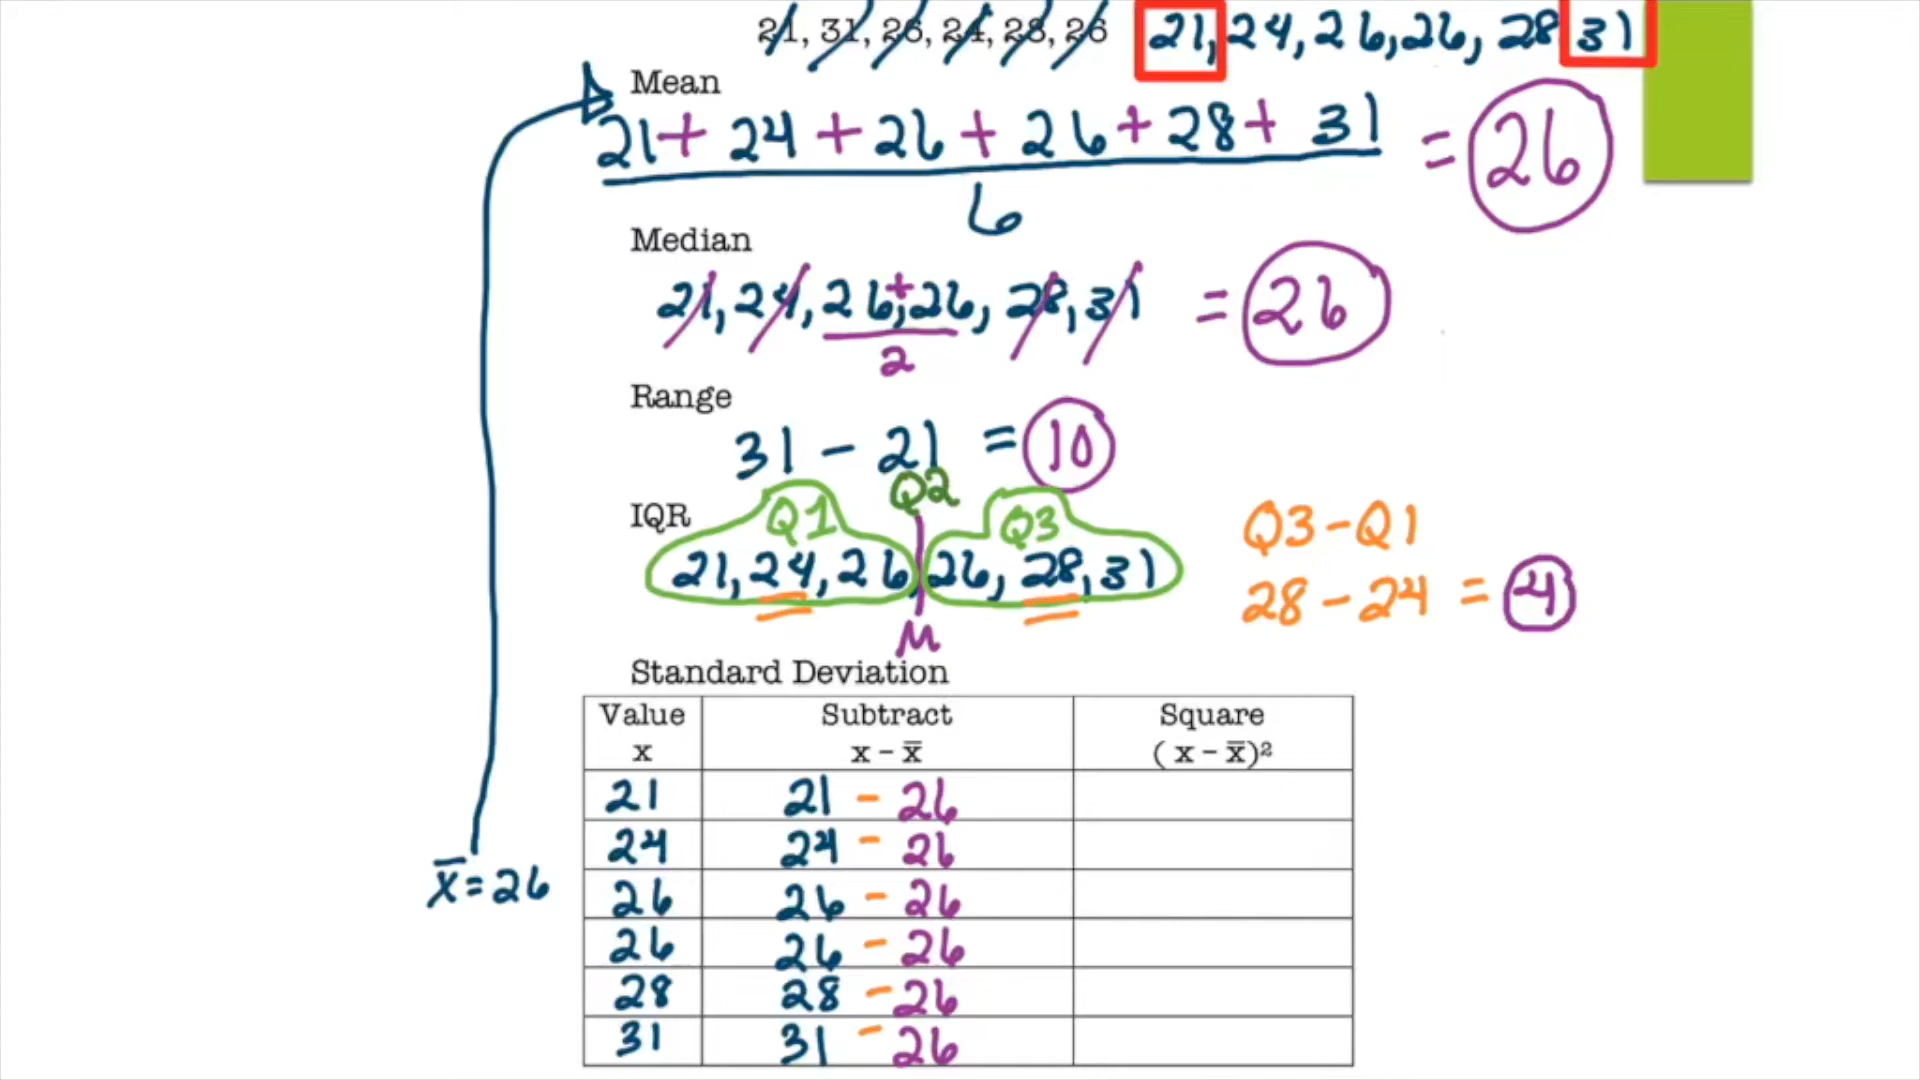 21, 31, 26, 24, 28, 26 21, 24, 26, 26, 28 31
Mean
21 + 24 + 26 + 26 + 28 + 31 = 26
6
Median
21, 24, 26, + 26, 28, 31 = 26
2
Range
31 - 21 = 10
Q2
IQR Q1 Q3 Q3 - Q1
21, 24, 26, 26, 28, 31 28 - 24 = 4
M
Standard Deviation
Value Subtract Square
x x - x̅ ( x - x̅)²
21 21 - 26
24 24 - 26
x̅ = 26
26 26 - 26
26 26 - 26
28 28 - 26
31 31 - 26